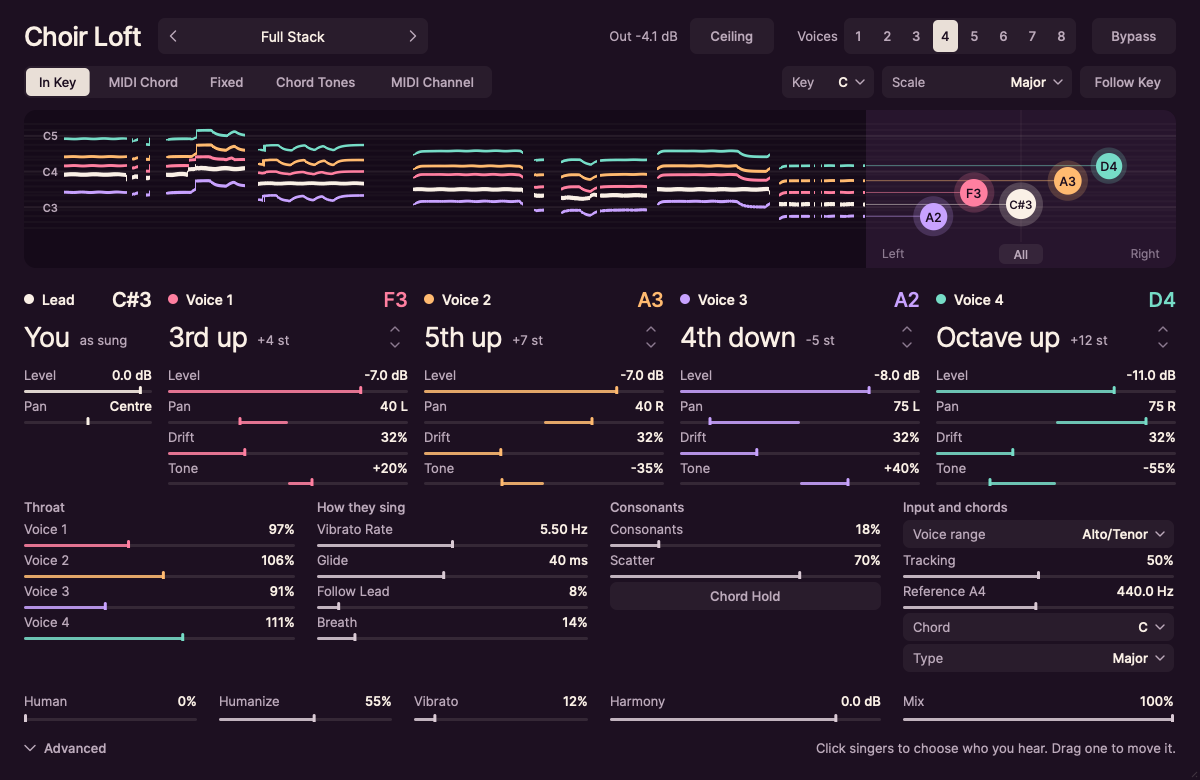 Choir Loft Full Stack Out -4.1 dB Ceiling Voices 1 2 3 4 5 6 7 8 Bypass
In Key MIDI Chord Fixed Chord Tones MIDI Channel Key C Scale Major Follow Key
C5
C4
C3
D4
A3
F3
C#3
A2
Left All Right
Lead C#3 Voice 1 F3 Voice 2 A3 Voice 3 A2 Voice 4 D4
You as sung 3rd up +4 st 5th up +7 st 4th down -5 st Octave up +12 st
Level 0.0 dB Level -7.0 dB Level -7.0 dB Level -8.0 dB Level -11.0 dB
Pan Centre Pan 40 L Pan 40 R Pan 75 L Pan 75 R
Drift 32% Drift 32% Drift 32% Drift 32%
Tone +20% Tone -35% Tone +40% Tone -55%
Throat How they sing Consonants Input and chords
Voice 1 97% Vibrato Rate 5.50 Hz Consonants 18% Voice range Alto/Tenor
Voice 2 106% Glide 40 ms Scatter 70% Tracking 50%
Voice 3 91% Follow Lead 8% Chord Hold Reference A4 440.0 Hz
Voice 4 111% Breath 14% Chord C
Type Major
Human 0% Humanize 55% Vibrato 12% Harmony 0.0 dB Mix 100%
Advanced Click singers to choose who you hear. Drag one to move it.